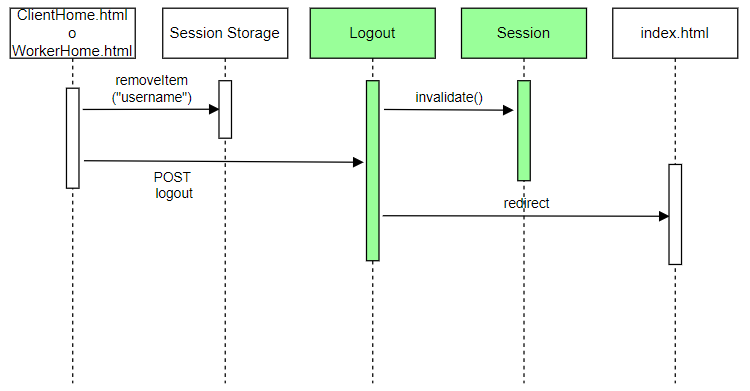 ClientHome.html
o
WorkerHome.html
Session Storage
Logout
Session
index.html
removeItem
("username")
invalidate()
POST
logout
redirect